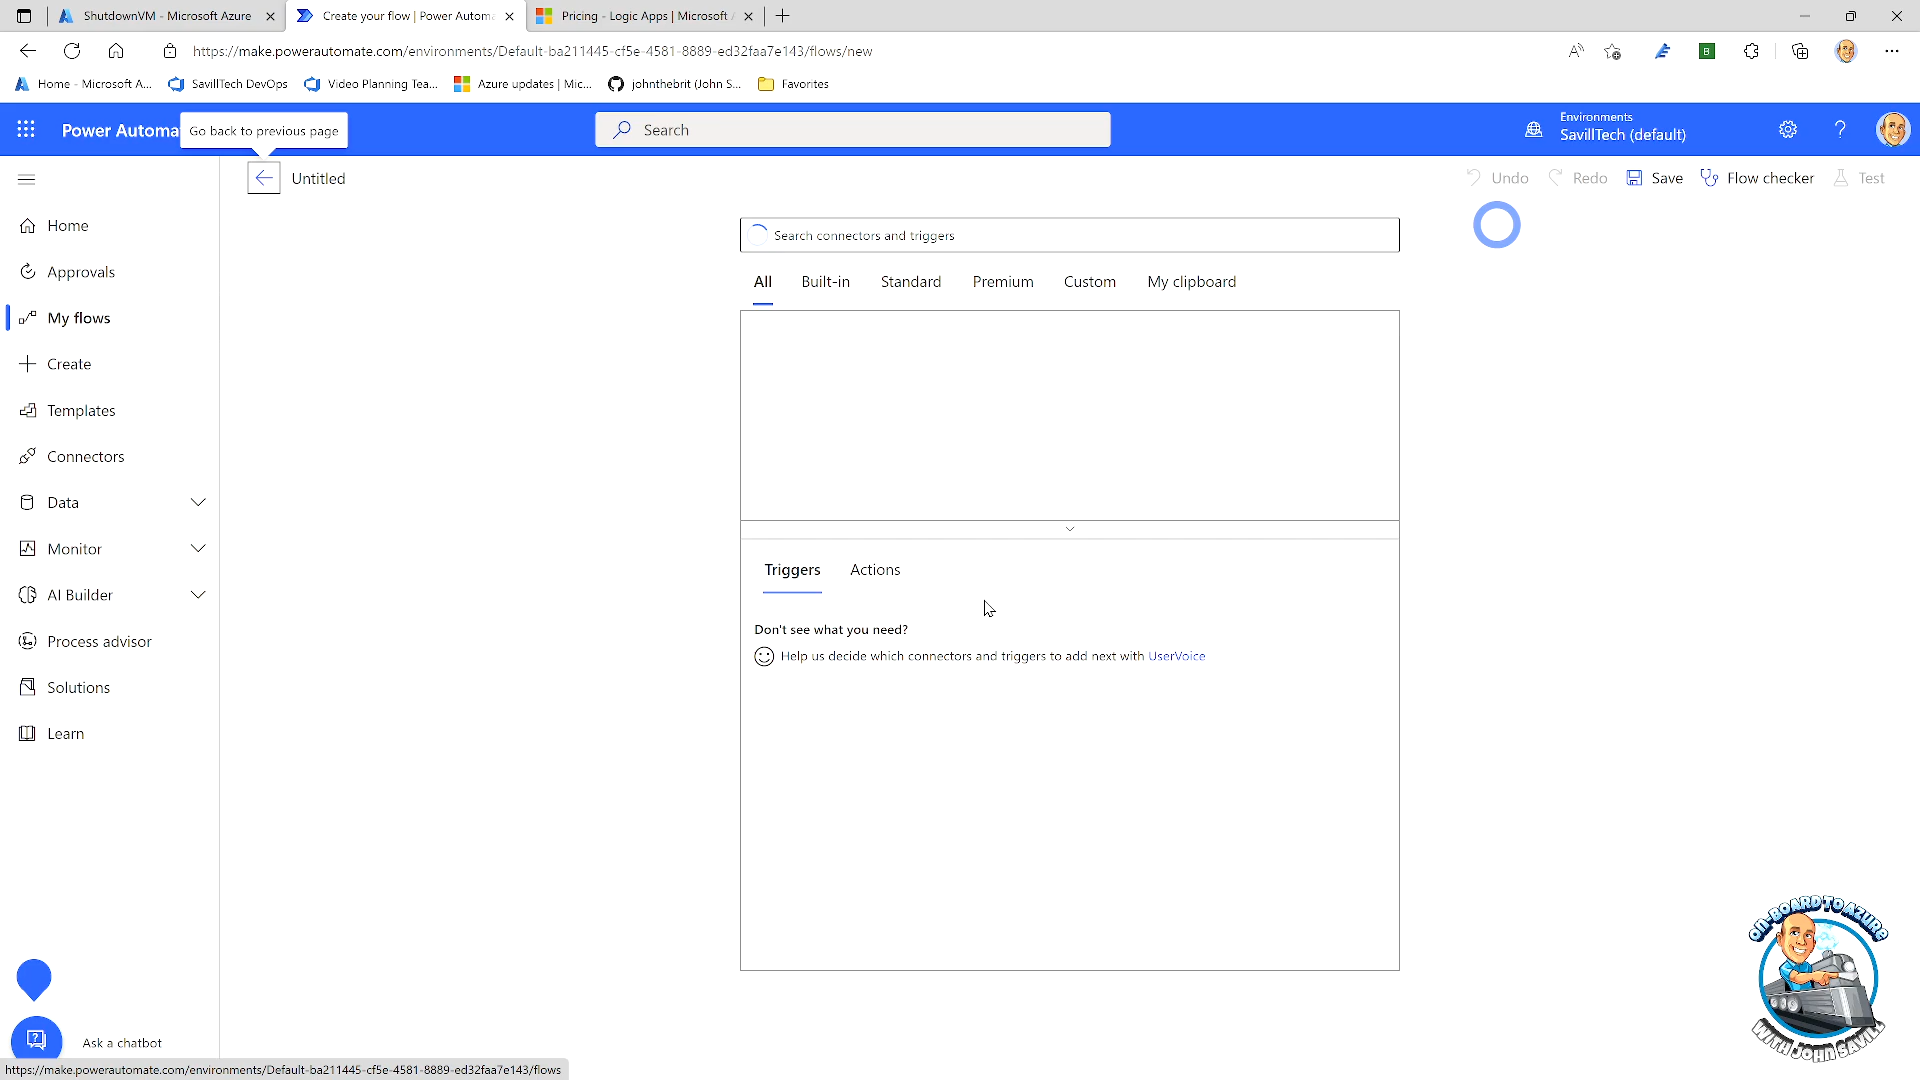 ShutdownVM - Microsoft Azure
Create your flow | Power Automa
Pricing - Logic Apps | Microsoft
https://make.powerautomate.com/environments/Default-ba211445-cf5e-4581-8889-ed32faa7e143/flows/new
Home - Microsoft A...
SavillTech DevOps
Video Planning Tea...
Azure updates | Mic...
johnthebrit (John S...
Favorites
Power Automa
Go back to previous page
Search
Environments
SavillTech (default)
Untitled
Undo
Redo
Save
Flow checker
Test
Home
Approvals
My flows
Create
Templates
Connectors
Data
Monitor
AI Builder
Process advisor
Solutions
Learn
Ask a chatbot
Search connectors and triggers
All
Built-in
Standard
Premium
Custom
My clipboard
Triggers
Actions
Don't see what you need?
Help us decide which connectors and triggers to add next with UserVoice
ON-BOARD TO AZURE
WITH JOHN SAVILL
https://make.powerautomate.com/environments/Default-ba211445-cf5e-4581-8889-ed32faa7e143/flows